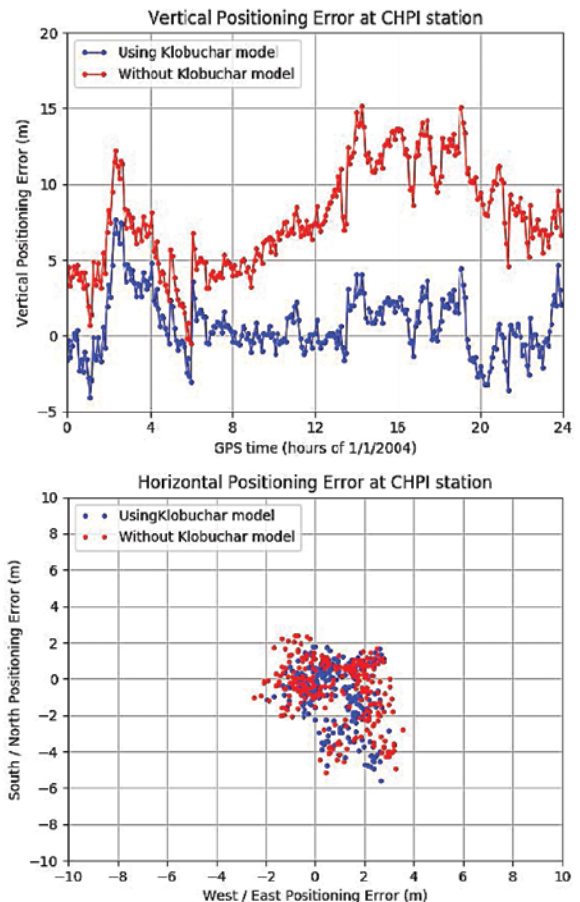 Vertical Positioning Error at CHPI station
20
15
10
5
0
−5
Vertical Positioning Error (m)
Using Klobuchar model
Without Klobuchar model
0 4 8 12 16 20 24
GPS time (hours of 1/1/2004)
Horizontal Positioning Error at CHPI station
10
8
6
4
2
0
−2
−4
−6
−8
−10
South / North Positioning Error (m)
UsingKlobuchar model
Without Klobuchar model
−10 −8 −6 −4 −2 0 2 4 6 8 10
West / East Positioning Error (m)